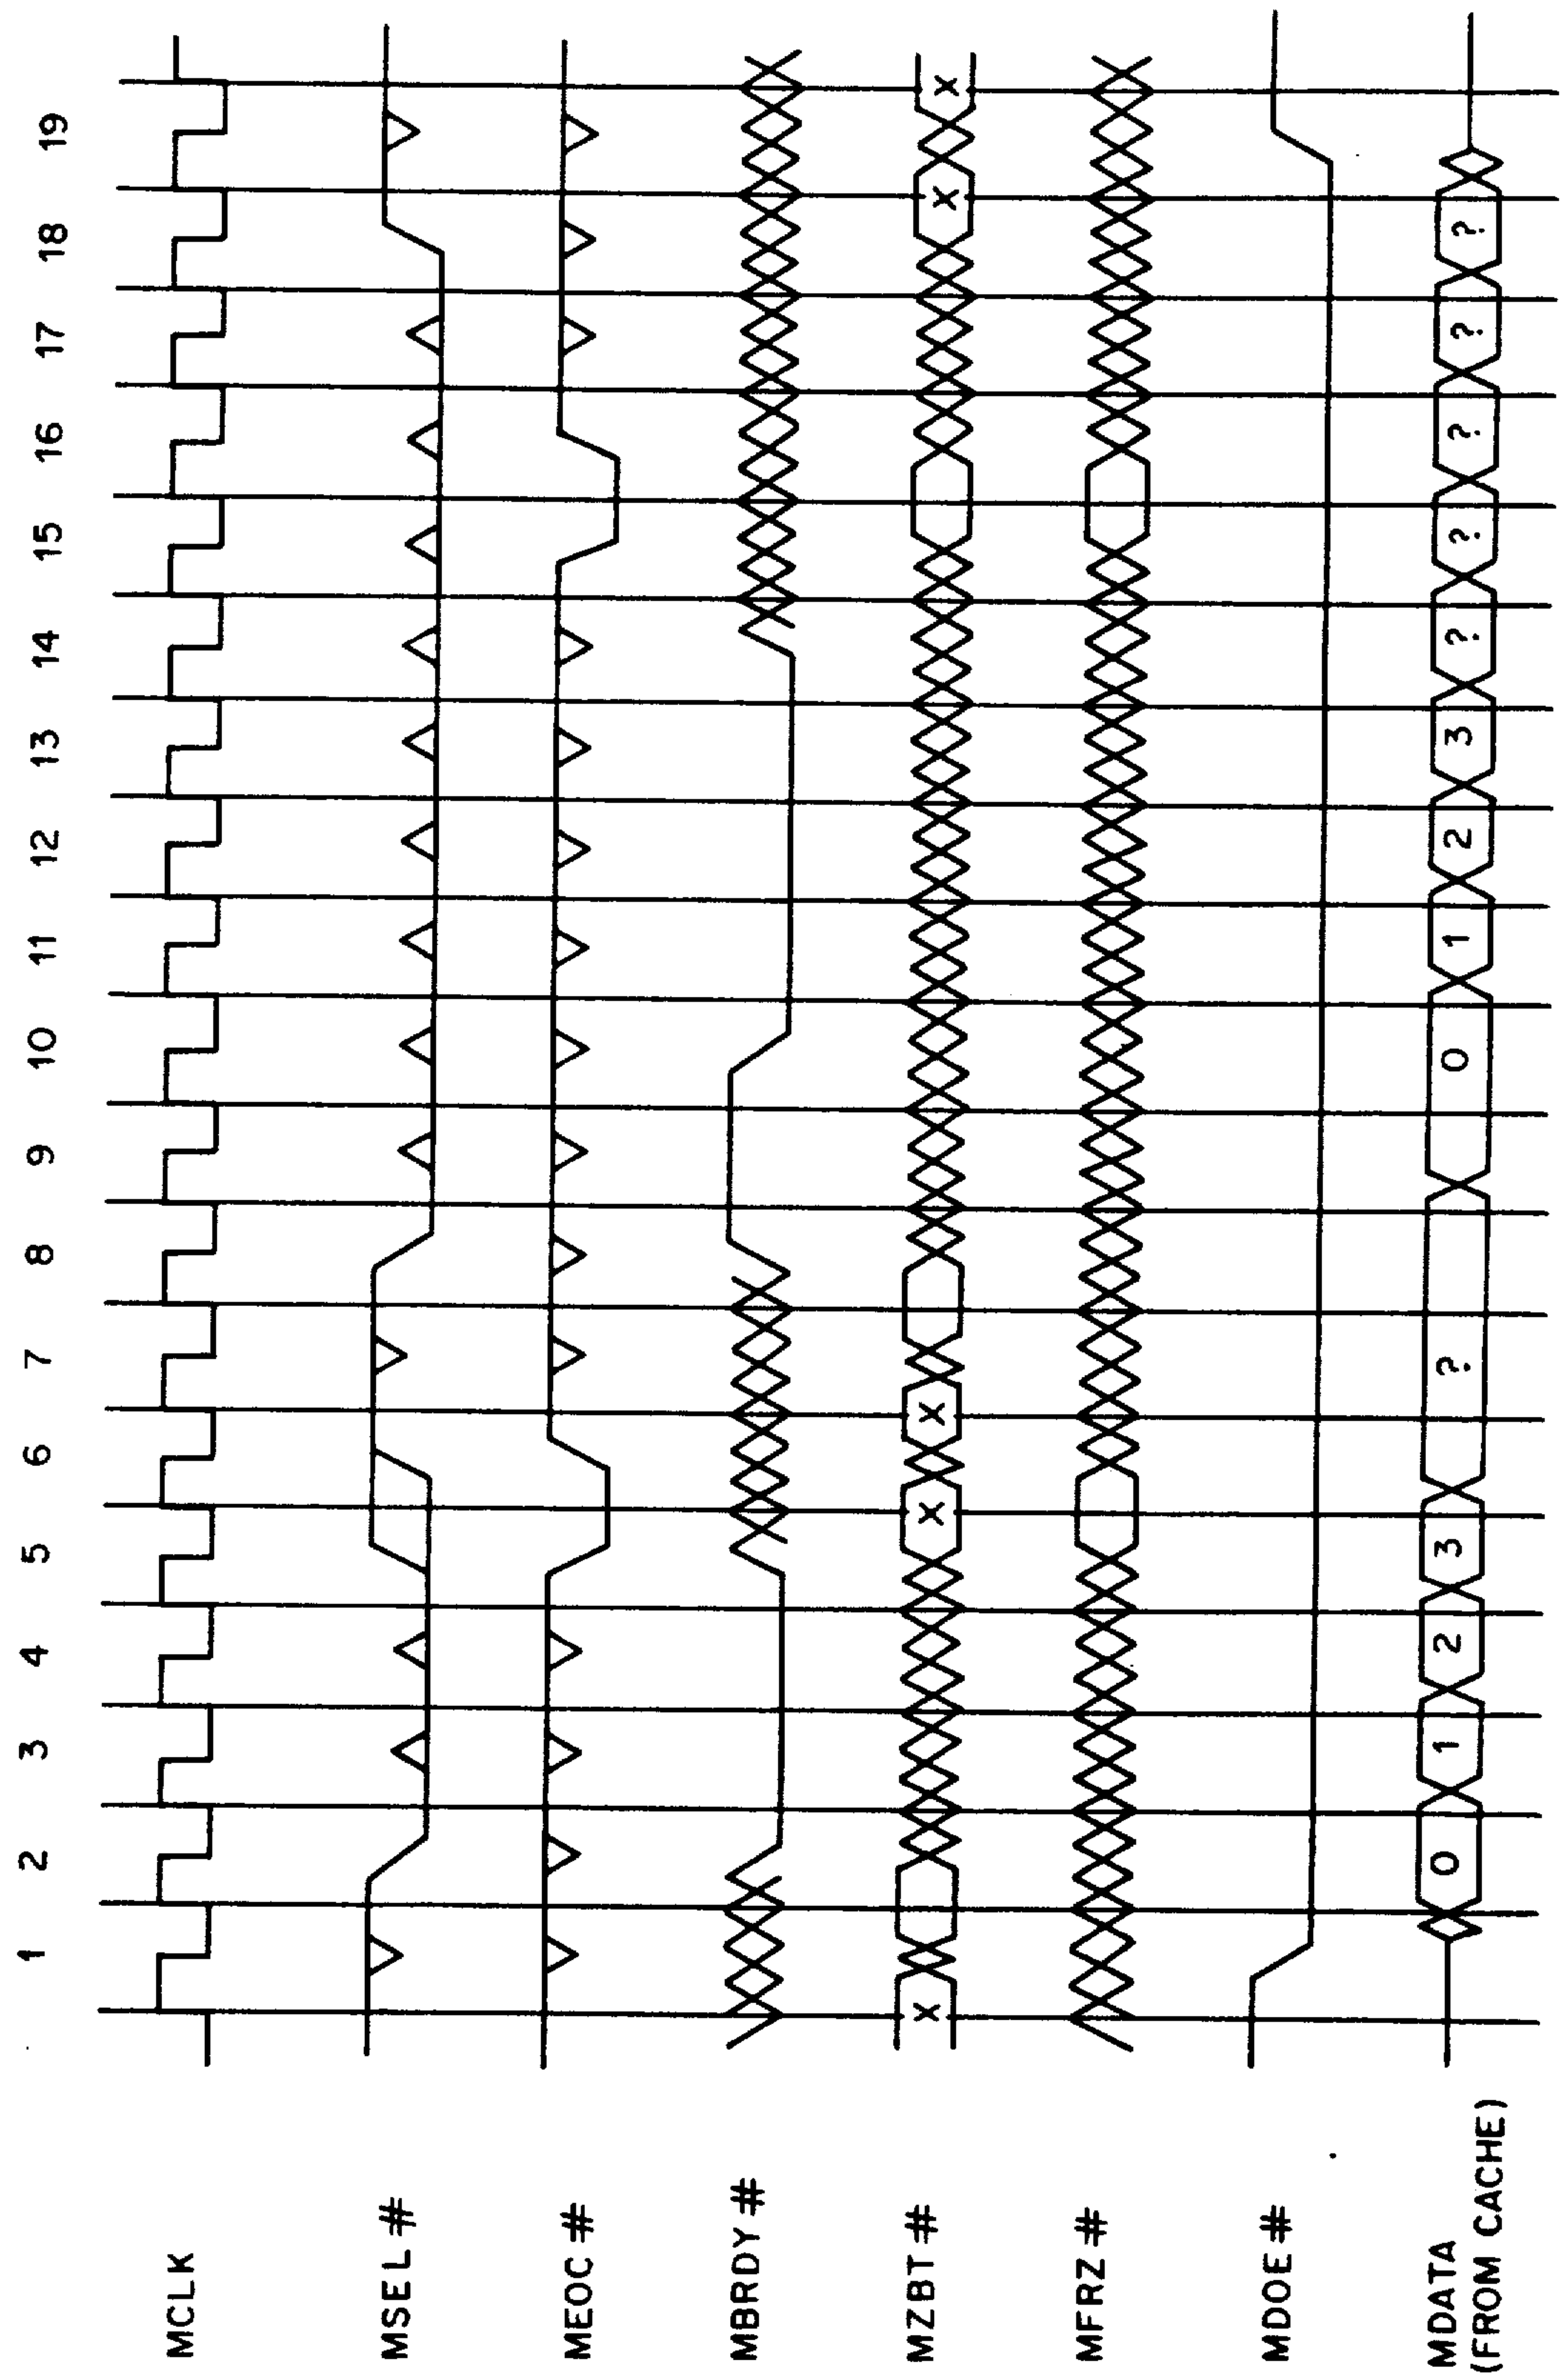 1 2 3 4 5 6 7 8 9 10 11 12 13 14 15 16 17 18 19
MCLK
MSEL#
MEOC#
MBRDY#
MZBT# X X X X X
MFRZ#
MDOE#
MDATA 0 1 2 3 ? 0 1 2 3 ? ? ? ? ?
(FROM CACHE)